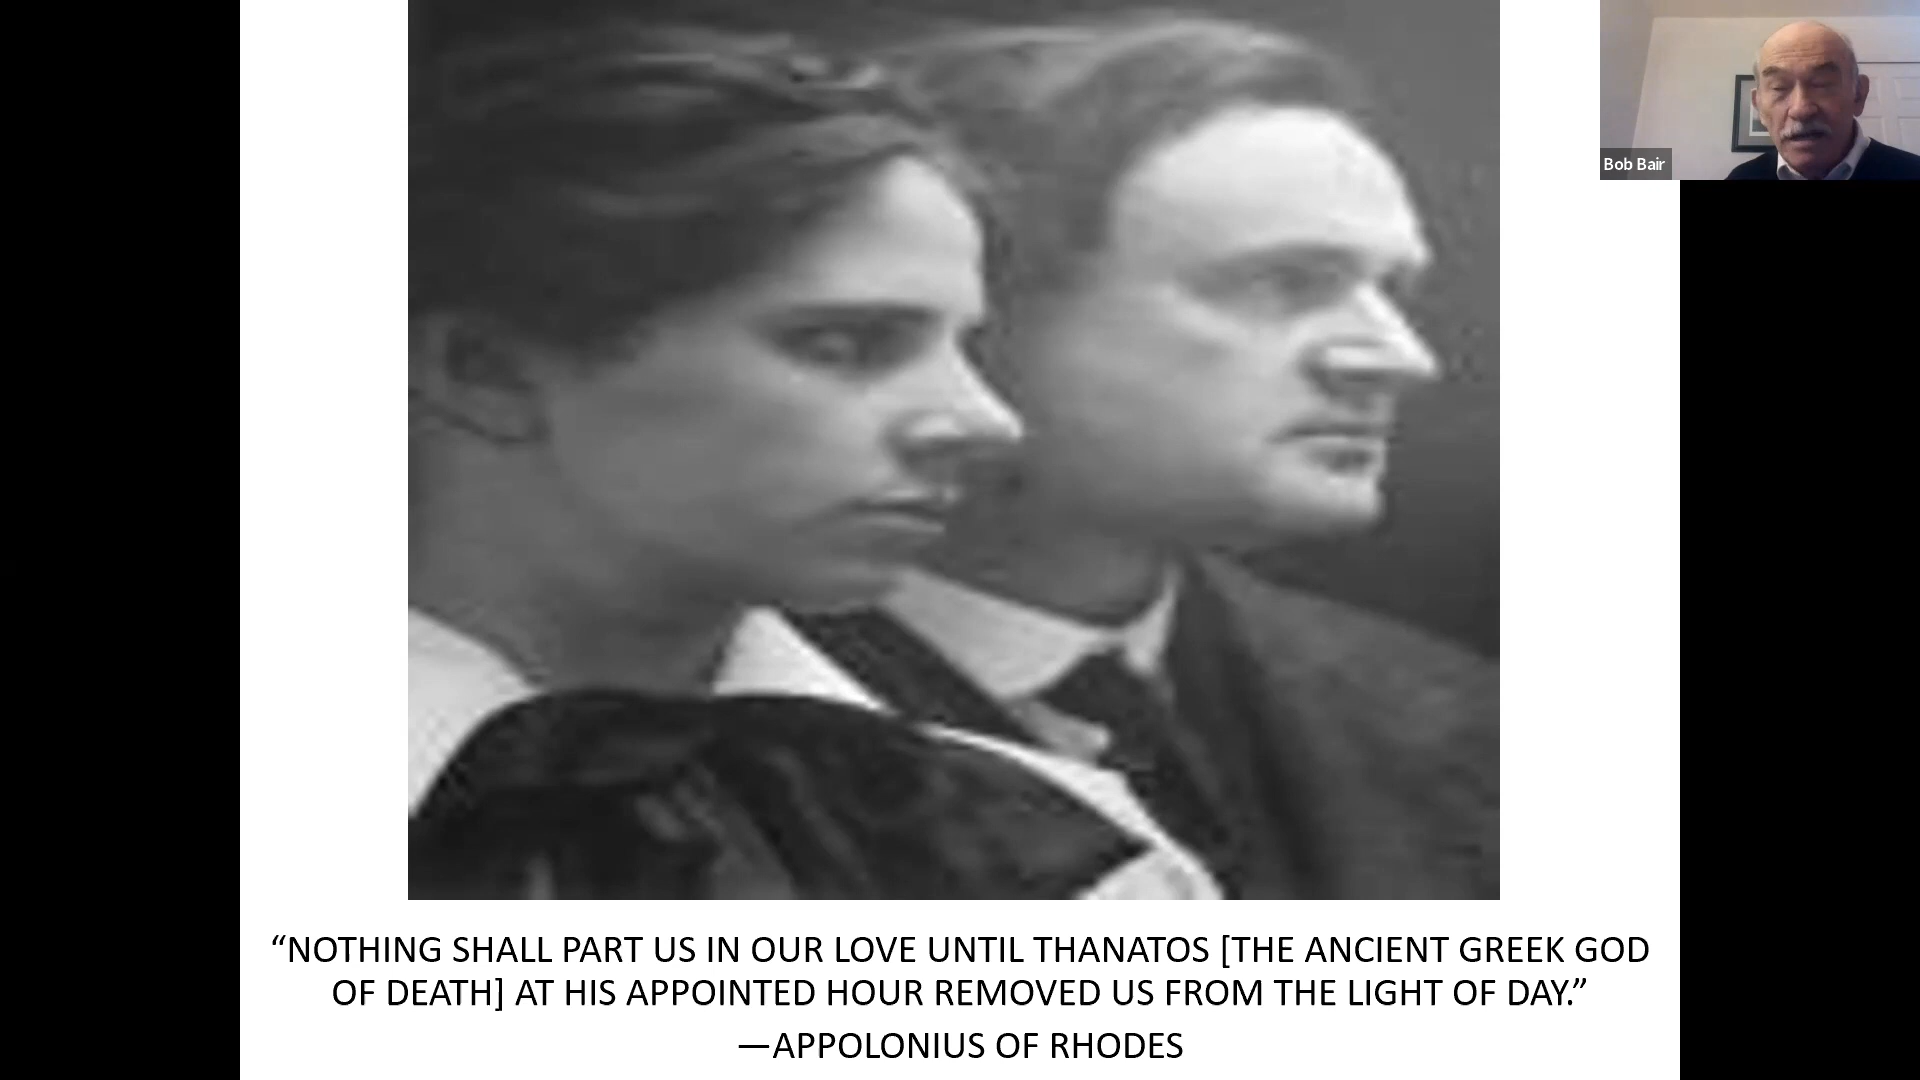 Bob Bair
“NOTHING SHALL PART US IN OUR LOVE UNTIL THANATOS [THE ANCIENT GREEK GOD
OF DEATH] AT HIS APPOINTED HOUR REMOVED US FROM THE LIGHT OF DAY.”
—APPOLONIUS OF RHODES